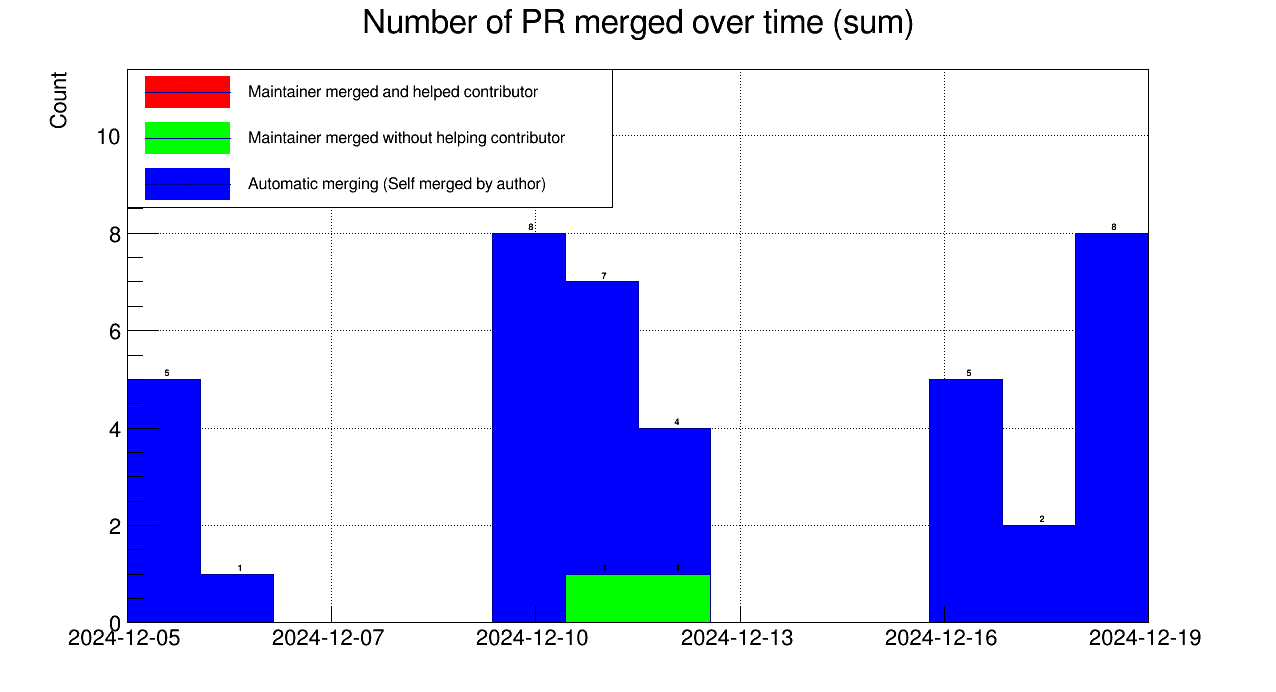 Number of PR merged over time (sum)
Count
Maintainer merged and helped contributor
Maintainer merged without helping contributor
Automatic merging (Self merged by author)
10
8
6
4
2
0
8
8
7
5
5
4
2
1
1
1
2024-12-05 2024-12-07 2024-12-10 2024-12-13 2024-12-16 2024-12-19